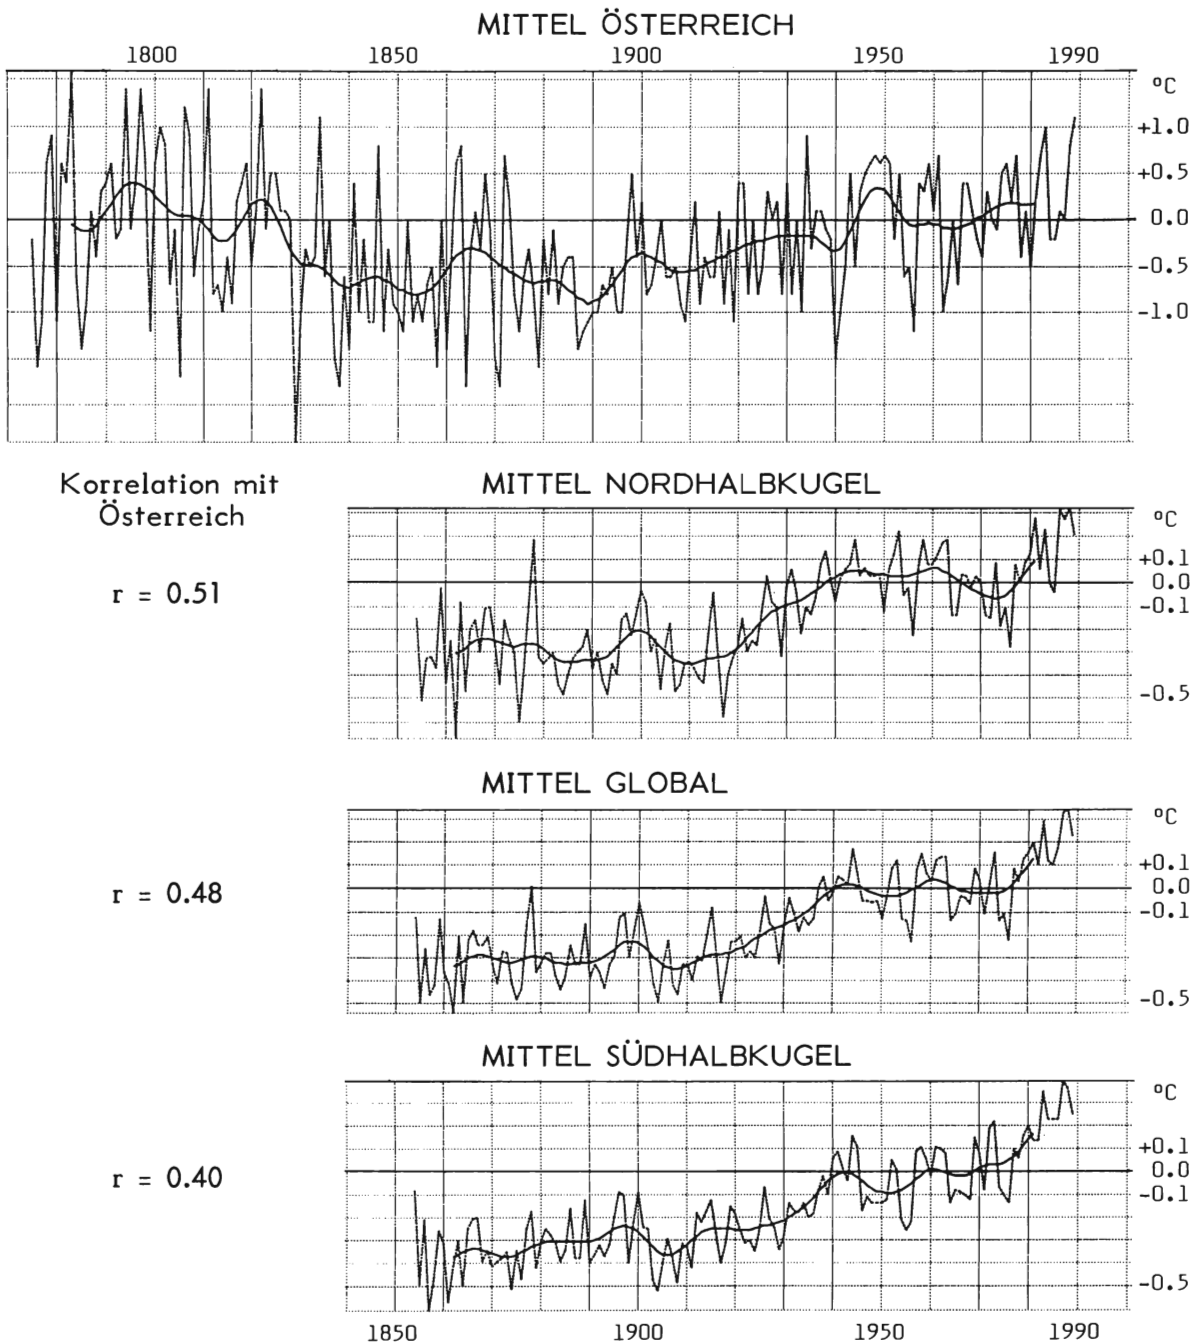 MITTEL ÖSTERREICH
1800 1850 1900 1950 1990
°C
+1.0
+0.5
0.0
-0.5
-1.0
Korrelation mit
Österreich
MITTEL NORDHALBKUGEL
°C
+0.1
0.0
-0.1
-0.5
r = 0.51
MITTEL GLOBAL
°C
+0.1
0.0
-0.1
-0.5
r = 0.48
MITTEL SÜDHALBKUGEL
°C
+0.1
0.0
-0.1
-0.5
r = 0.40
1850 1900 1950 1990